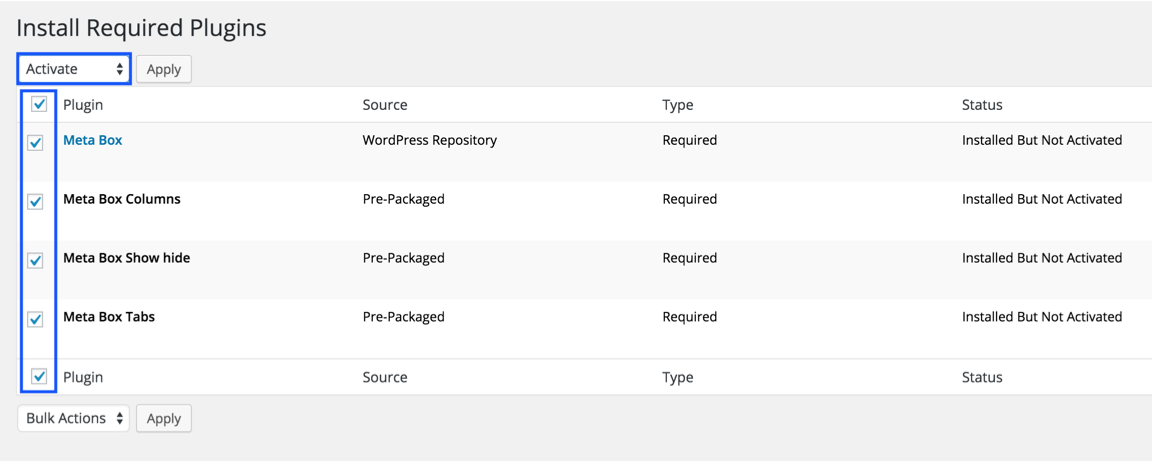 Install Required Plugins
Activate Apply
Plugin Source Type Status
Meta Box WordPress Repository Required Installed But Not Activated
Meta Box Columns Pre-Packaged Required Installed But Not Activated
Meta Box Show hide Pre-Packaged Required Installed But Not Activated
Meta Box Tabs Pre-Packaged Required Installed But Not Activated
Plugin Source Type Status
Bulk Actions Apply